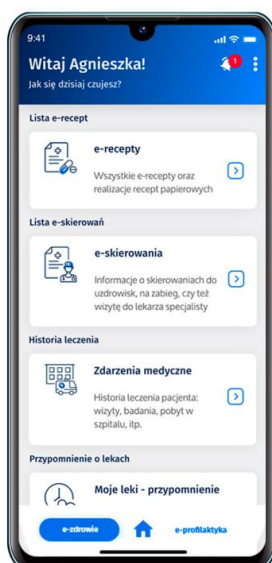 9:41
Witaj Agnieszka!
1
Jak się dzisiaj czujesz?
Lista e-recept
e-recepty
Wszystkie e-recepty oraz
realizacje recept papierowych
Lista e-skierowań
e-skierowania
Informacje o skierowaniach do
uzdrowisk, na zabieg, czy też
wizytę do lekarza specjalisty
Historia leczenia
Zdarzenia medyczne
Historia leczenia pacjenta:
wizyty, badania, pobyt w
szpitalu, itp.
Przypomnienie o lekach
Moje leki - przypomnienie
e-zdrowie
e-profilaktyka